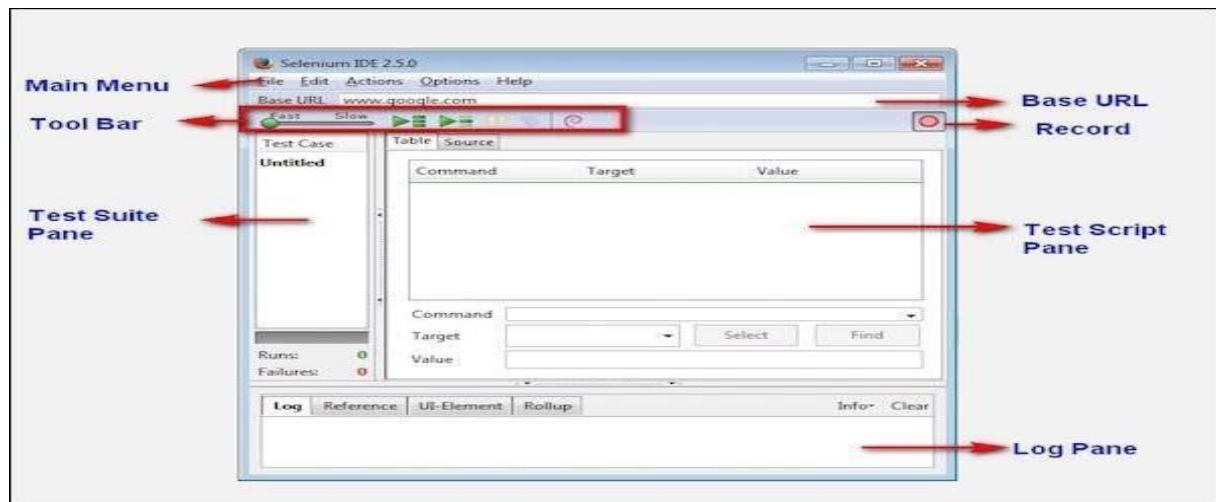 Selenium IDE 2.5.0
Main Menu
File Edit Actions Options Help
Base URL www.google.com
Base URL
Tool Bar
Fast Slow
Record
Test Case
Table Source
Untitled
Command Target Value
Test Suite
Pane
Test Script
Pane
Command
Target Select Find
Runs: 0
Value
Failures: 0
Log Reference UI-Element Rollup Info Clear
Log Pane